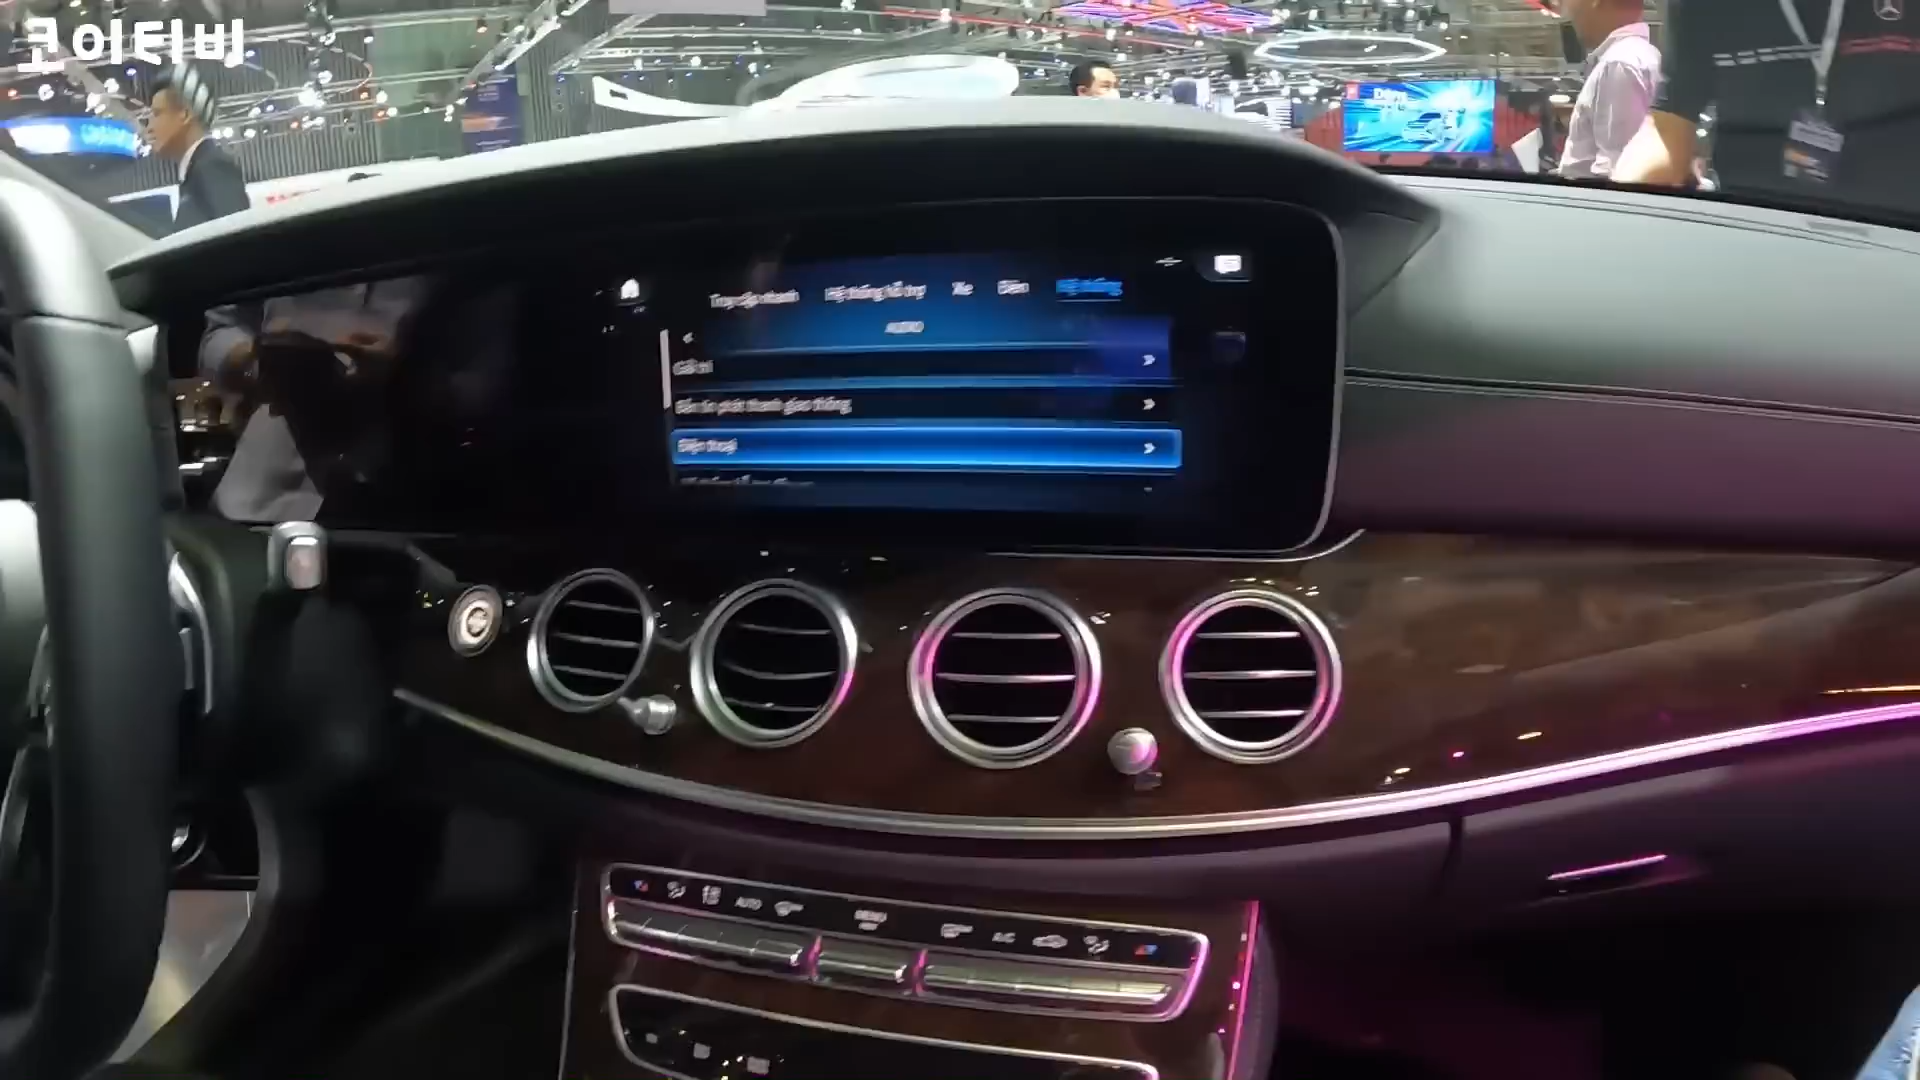 코이티비
Truy cập nhanh Hệ thống hỗ trợ Xe Đèn Hệ thống
AUDIO
Giải trí
Bản tin phát thanh giao thông
Điện thoại
AUTO
MENU
A/C